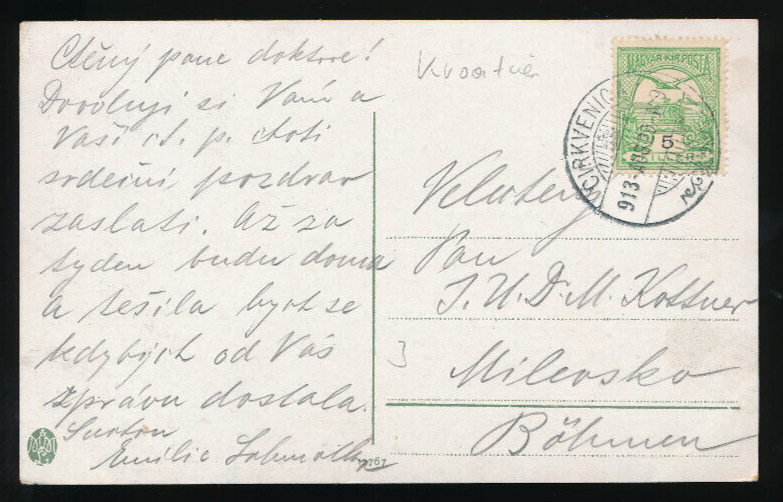 Ctěný pane doktore!
Dovoluji si Vám a
Vaší ct. p. choti
srdečný pozdrav
zaslati. Až za
týden budu doma
a těšila bych se
kdybych od Vás
zprávu dostala.
Emilie
Kroatien
MAGYAR KIR. POSTA
5
FILLÉR
CIRKVENICA
913
Velectěný
Pan
J.U.D. M. Kottner
Milevsko
Böhmen
3